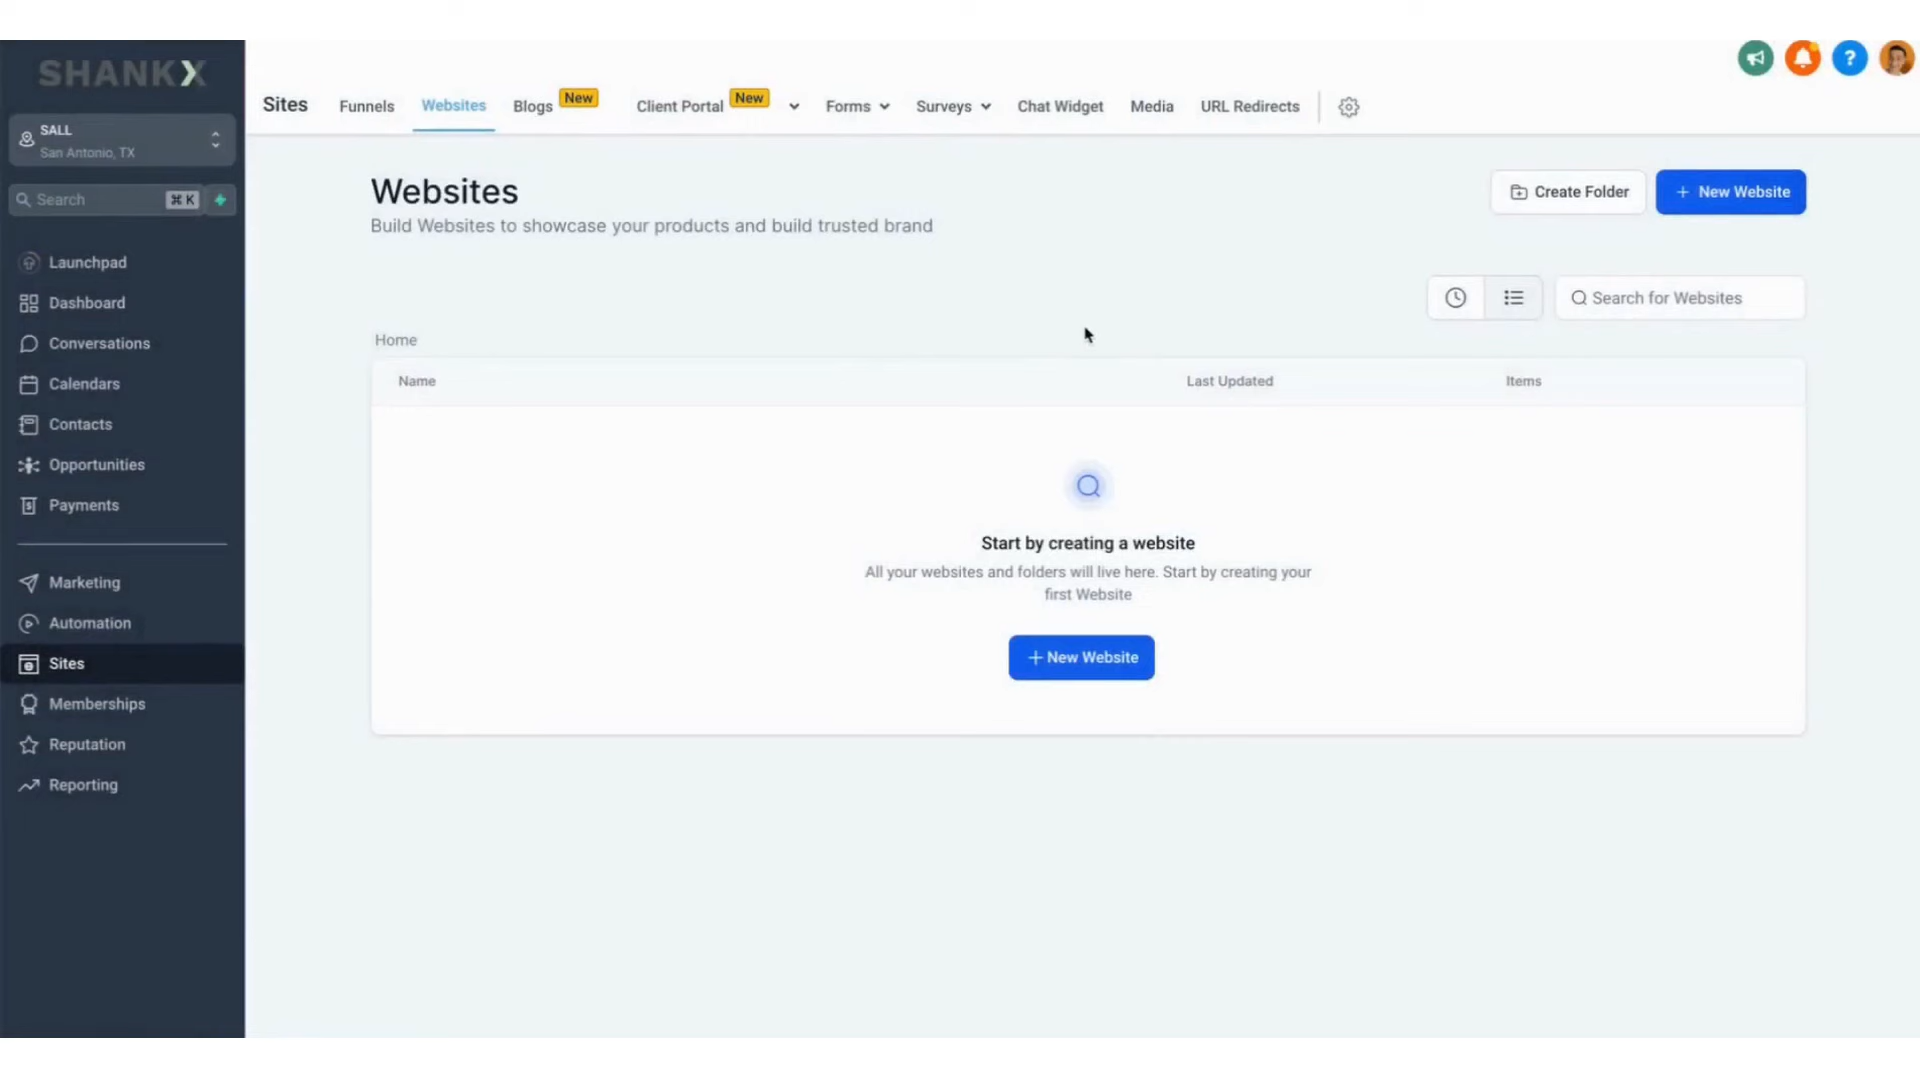 SHANKX
SALL
San Antonio, TX
Search ⌘ K
Launchpad
Dashboard
Conversations
Calendars
Contacts
Opportunities
Payments
Marketing
Automation
Sites
Memberships
Reputation
Reporting
Sites Funnels Websites Blogs New Client Portal New Forms Surveys Chat Widget Media URL Redirects
?
Websites
Build Websites to showcase your products and build trusted brand
Create Folder + New Website
Search for Websites
Home
Name Last Updated Items
Start by creating a website
All your websites and folders will live here. Start by creating your
first Website
+ New Website